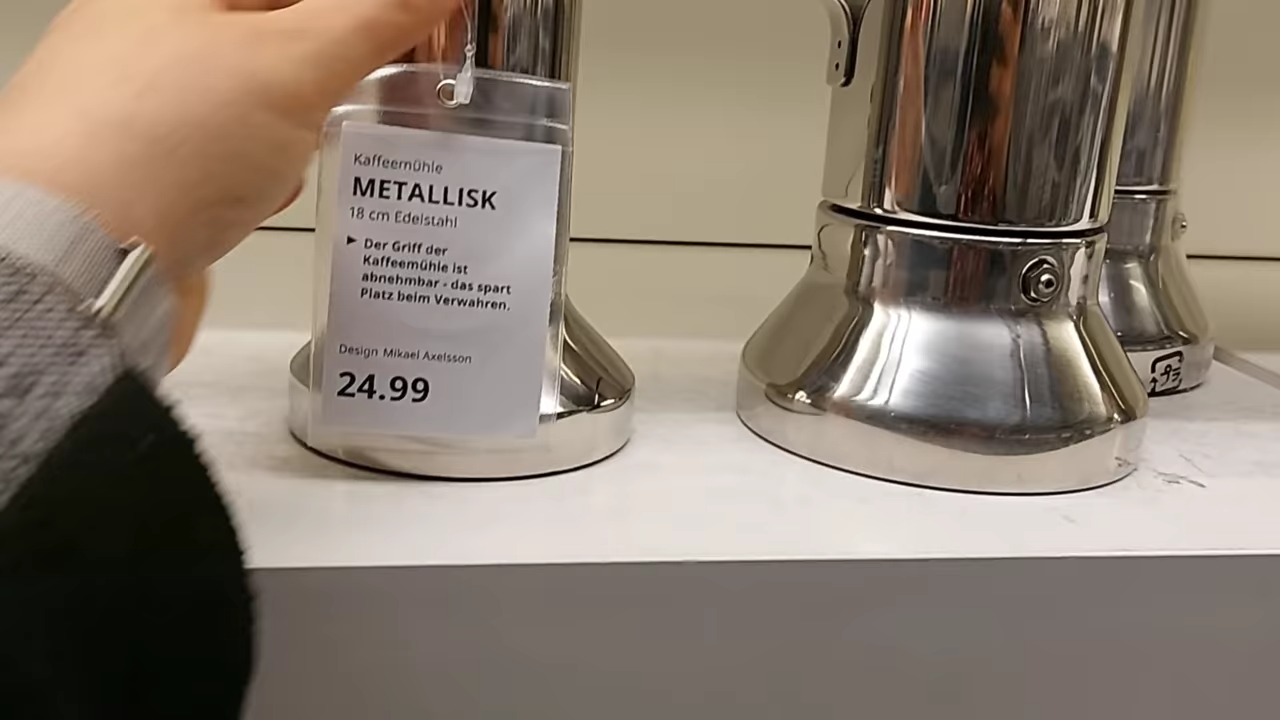 Kaffeemühle
METALLISK
18 cm Edelstahl
► Der Griff der
Kaffeemühle ist
abnehmbar - das spart
Platz beim Verwahren.
Design Mikael Axelsson
24.99